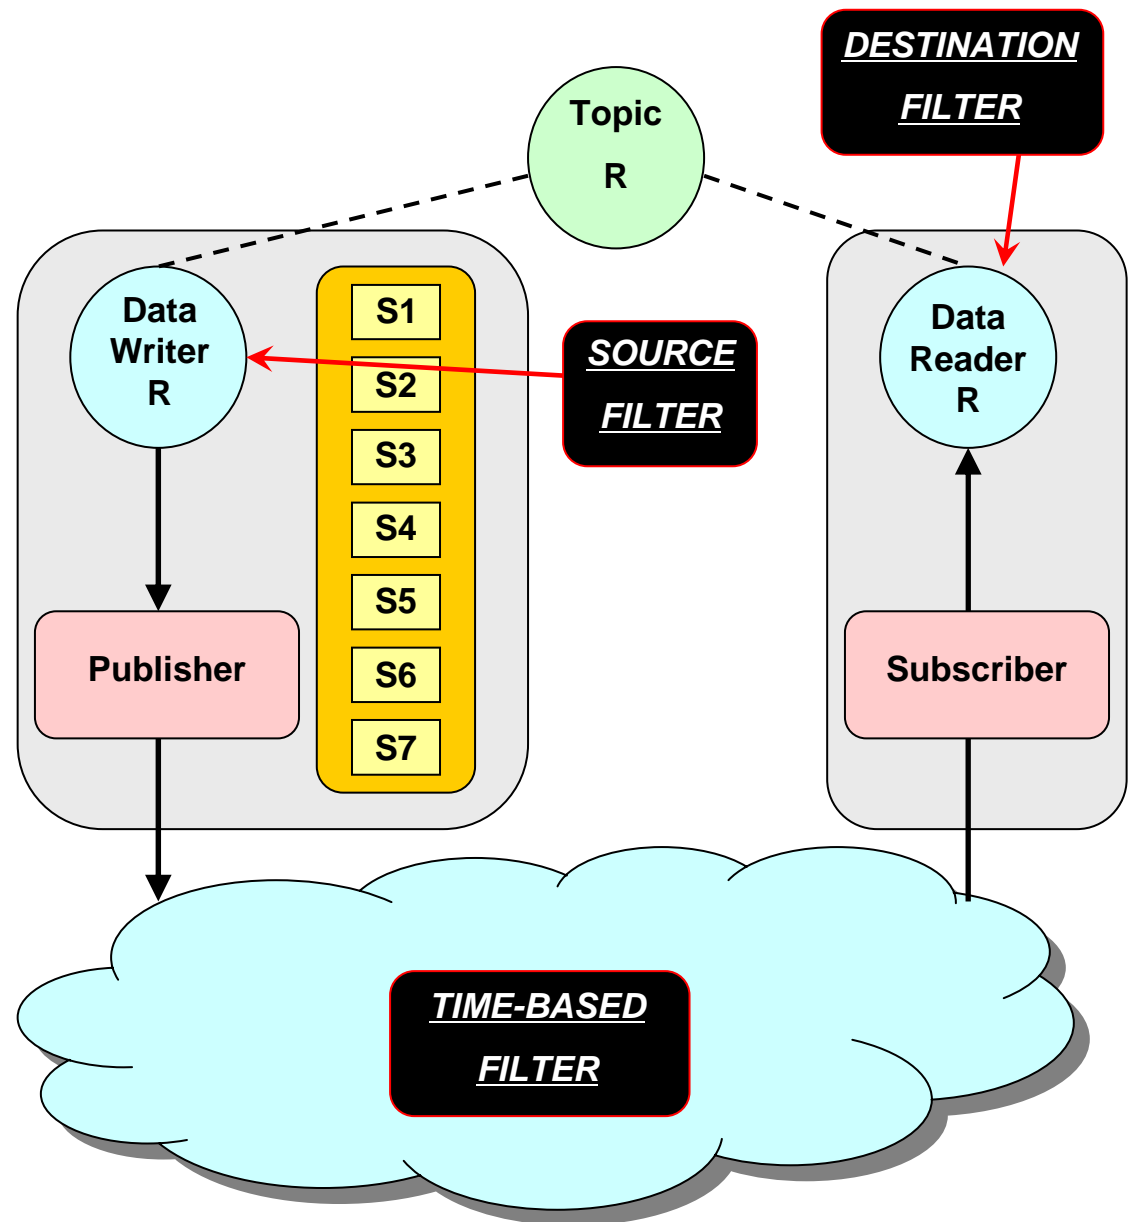 DESTINATION
FILTER
Topic
R
Data
Writer
R
S1
S2
S3
S4
S5
S6
S7
SOURCE
FILTER
Data
Reader
R
Publisher
Subscriber
TIME-BASED
FILTER